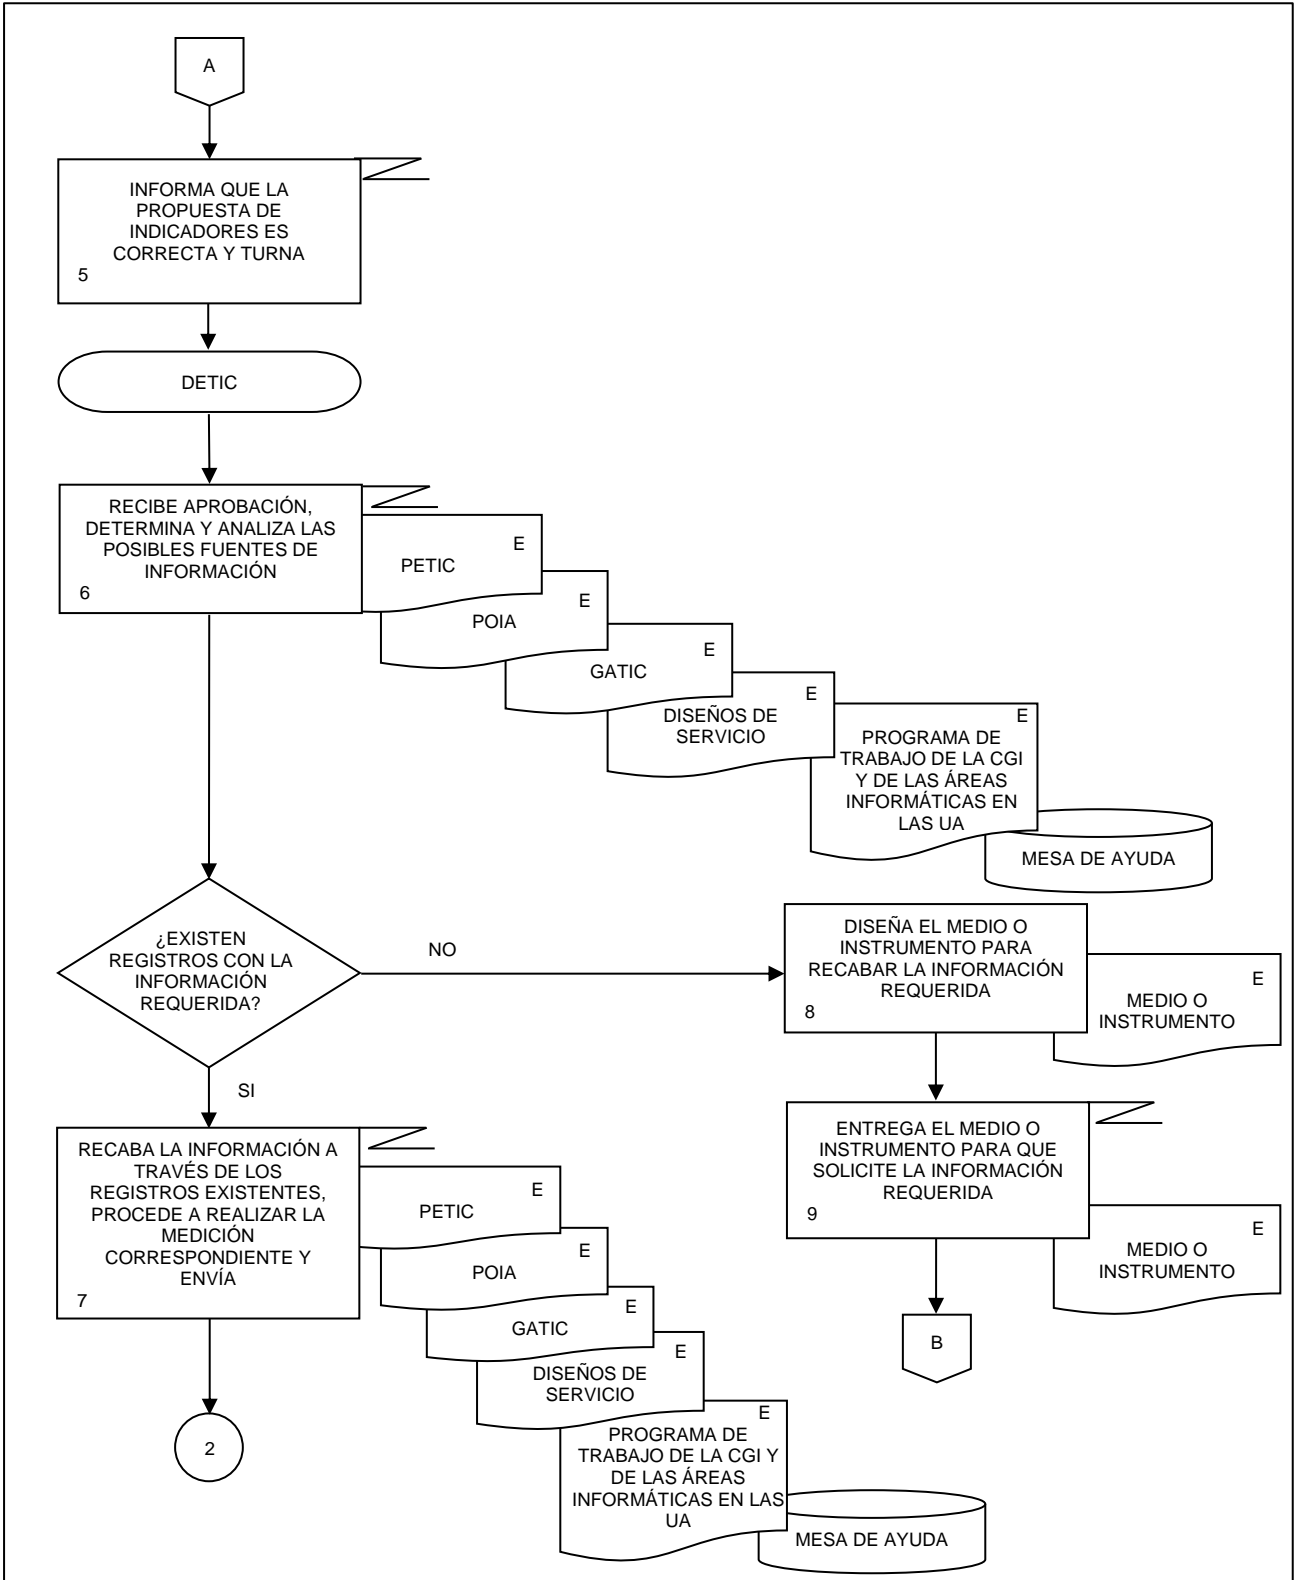 A
INFORMA QUE LA
PROPUESTA DE
INDICADORES ES
CORRECTA Y TURNA
5
DETIC
RECIBE APROBACIÓN,
DETERMINA Y ANALIZA LAS
POSIBLES FUENTES DE
INFORMACIÓN
6
E
PETIC
E
POIA
E
GATIC
E
DISEÑOS DE
SERVICIO
E
PROGRAMA DE
TRABAJO DE LA CGI
Y DE LAS ÁREAS
INFORMÁTICAS EN
LAS UA
MESA DE AYUDA
¿EXISTEN
REGISTROS CON LA
INFORMACIÓN
REQUERIDA?
NO
DISEÑA EL MEDIO O
INSTRUMENTO PARA
RECABAR LA INFORMACIÓN
REQUERIDA
8
E
MEDIO O
INSTRUMENTO
SI
ENTREGA EL MEDIO O
INSTRUMENTO PARA QUE
SOLICITE LA INFORMACIÓN
REQUERIDA
9
E
MEDIO O
INSTRUMENTO
B
RECABA LA INFORMACIÓN A
TRAVÉS DE LOS
REGISTROS EXISTENTES,
PROCEDE A REALIZAR LA
MEDICIÓN
CORRESPONDIENTE Y
ENVÍA
7
E
PETIC
E
POIA
E
GATIC
E
DISEÑOS DE
SERVICIO
E
PROGRAMA DE
TRABAJO DE LA CGI Y
DE LAS ÁREAS
INFORMÁTICAS EN LAS
UA
MESA DE AYUDA
2